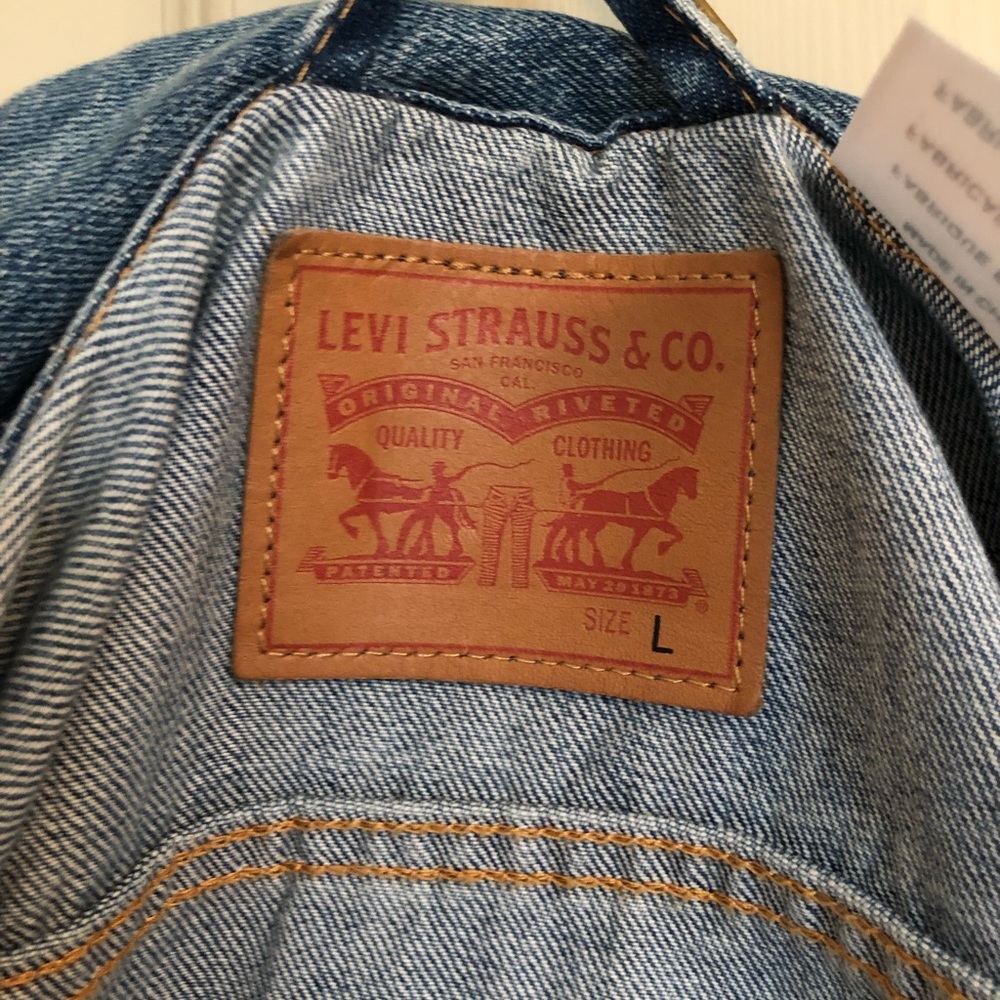 LEVI STRAUSS & CO.
SAN FRANCISCO
CAL.
ORIGINAL RIVETED
QUALITY CLOTHING
PATENTED MAY 20 1873
SIZE L
®